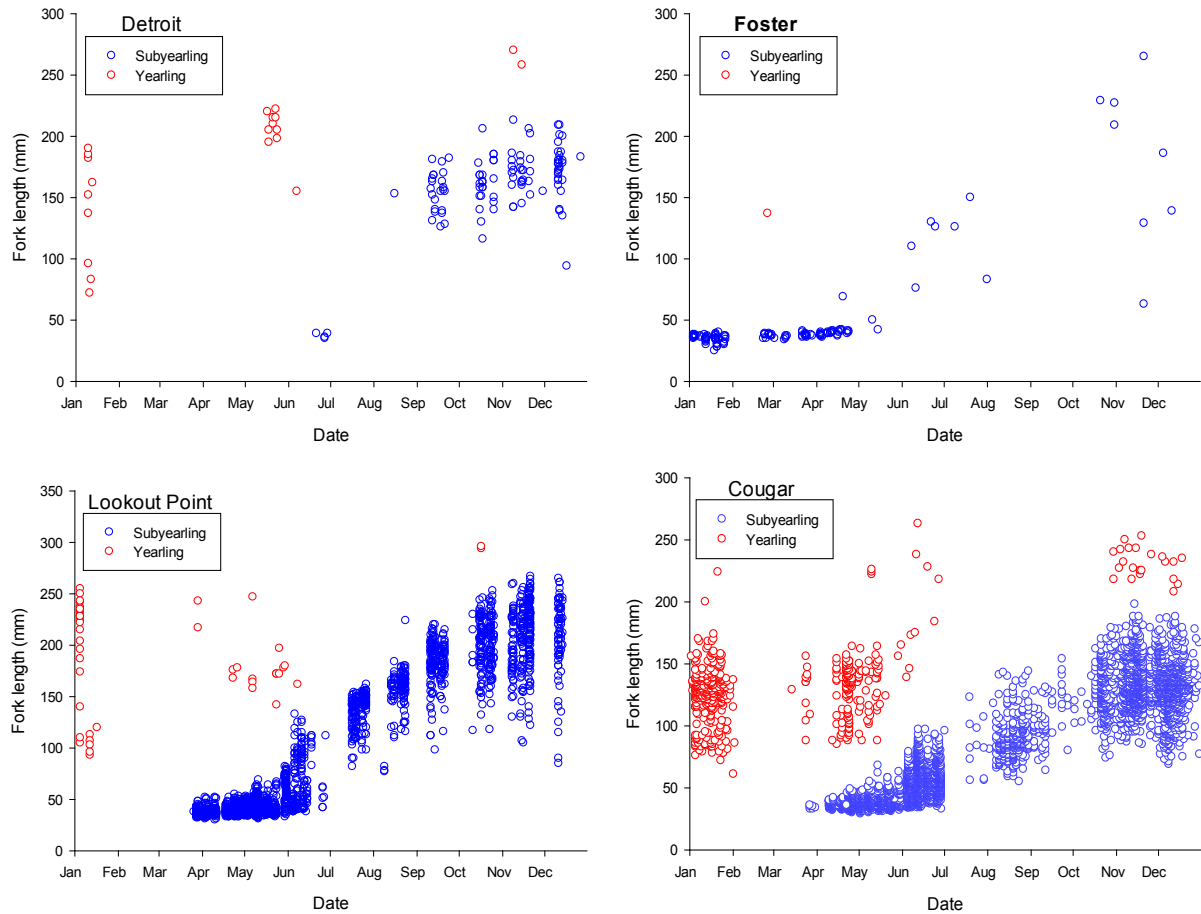 Detroit
Subyearling
Yearling
300
250
200
150
100
50
0
Fork length (mm)
Jan Feb Mar Apr May Jun Jul Aug Sep Oct Nov Dec
Date
Foster
Subyearling
Yearling
300
250
200
150
100
50
0
Fork length (mm)
Jan Feb Mar Apr May Jun Jul Aug Sep Oct Nov Dec
Date
Lookout Point
Subyearling
Yearling
350
300
250
200
150
100
50
0
Fork length (mm)
Jan Feb Mar Apr May Jun Jul Aug Sep Oct Nov Dec
Date
Cougar
Subyearling
Yearling
300
250
200
150
100
50
0
Fork length (mm)
Jan Feb Mar Apr May Jun Jul Aug Sep Oct Nov Dec
Date